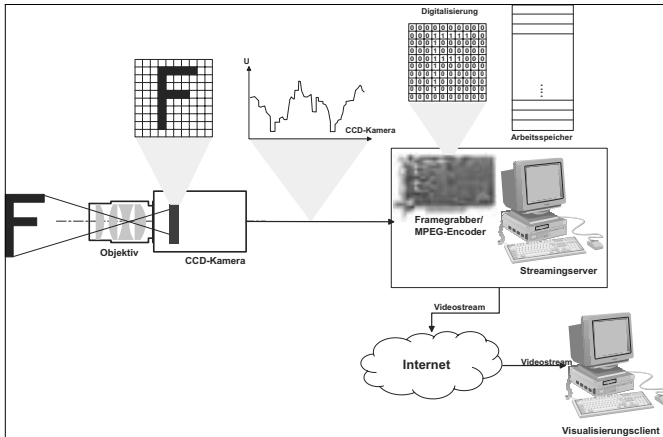 Digitalisierung
U
CCD-Kamera
Arbeitsspeicher
F
Objektiv
CCD-Kamera
Framegrabber/
MPEG-Encoder
Streamingserver
Videostream
Internet
Videostream
Visualisierungsclient